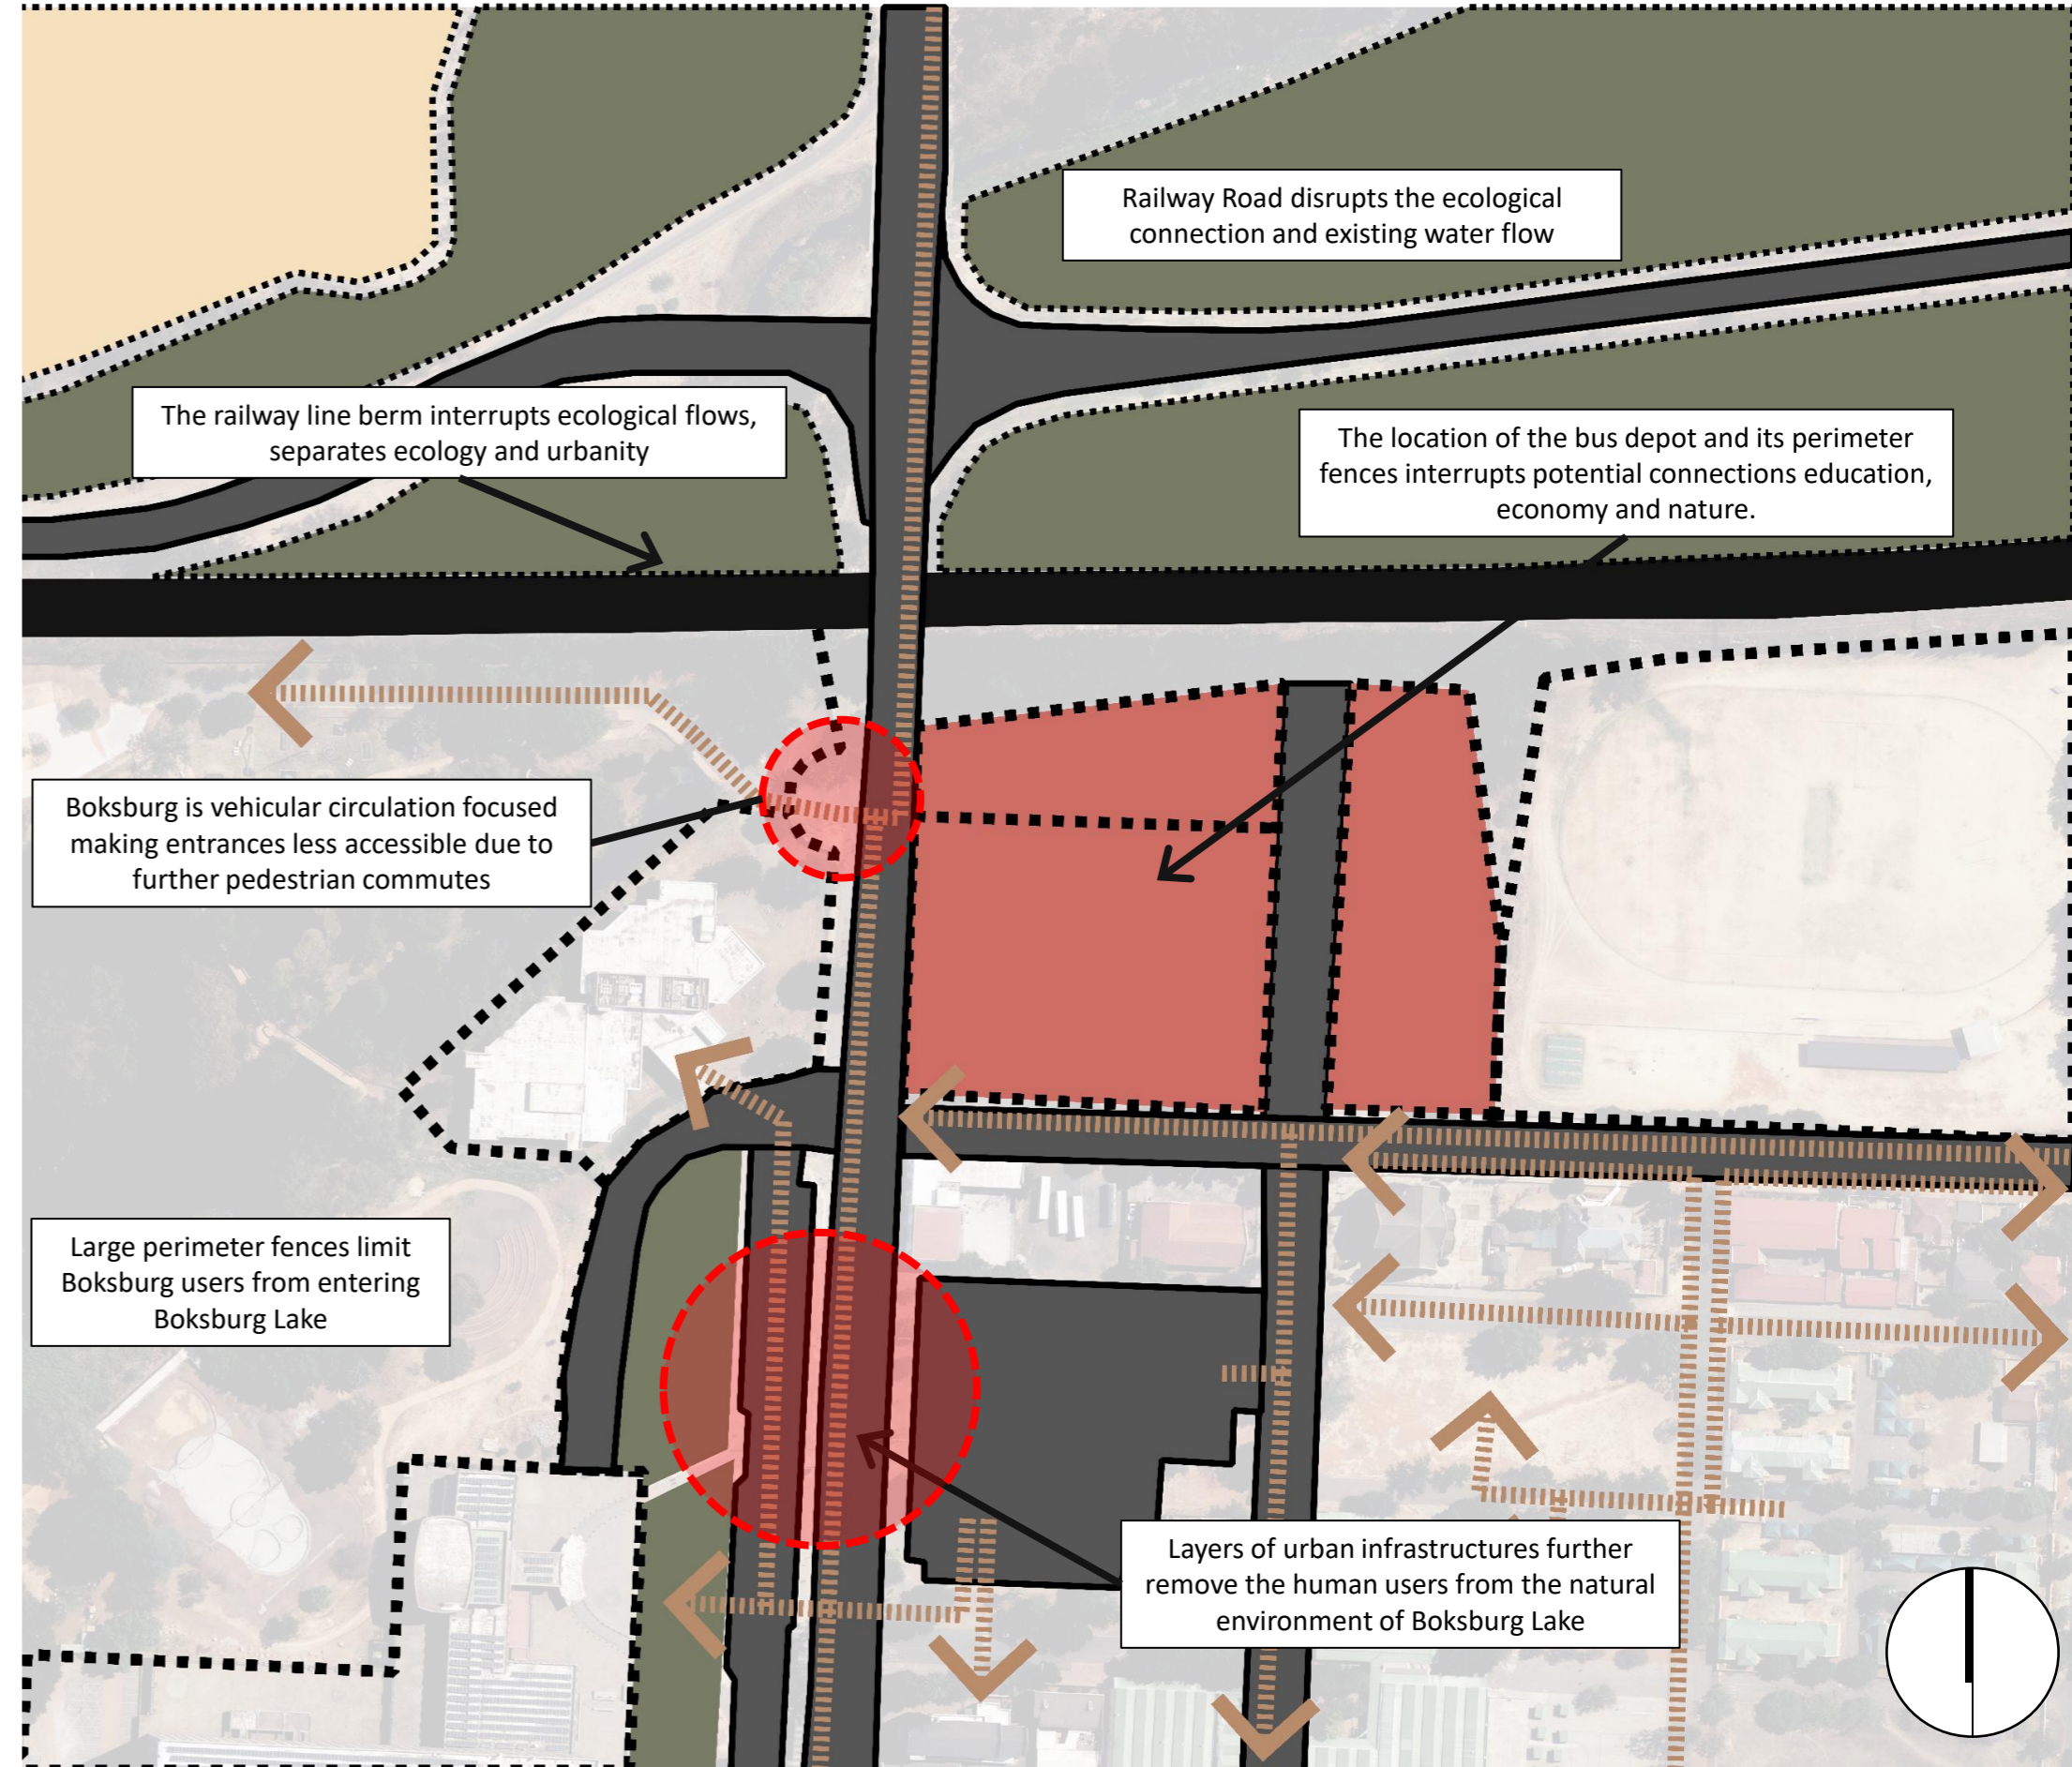 Railway Road disrupts the ecological
connection and existing water flow
The railway line berm interrupts ecological flows,
separates ecology and urbanity
The location of the bus depot and its perimeter
fences interrupts potential connections education,
economy and nature.
Boksburg is vehicular circulation focused
making entrances less accessible due to
further pedestrian commutes
Large perimeter fences limit
Boksburg users from entering
Boksburg Lake
Layers of urban infrastructures further
remove the human users from the natural
environment of Boksburg Lake